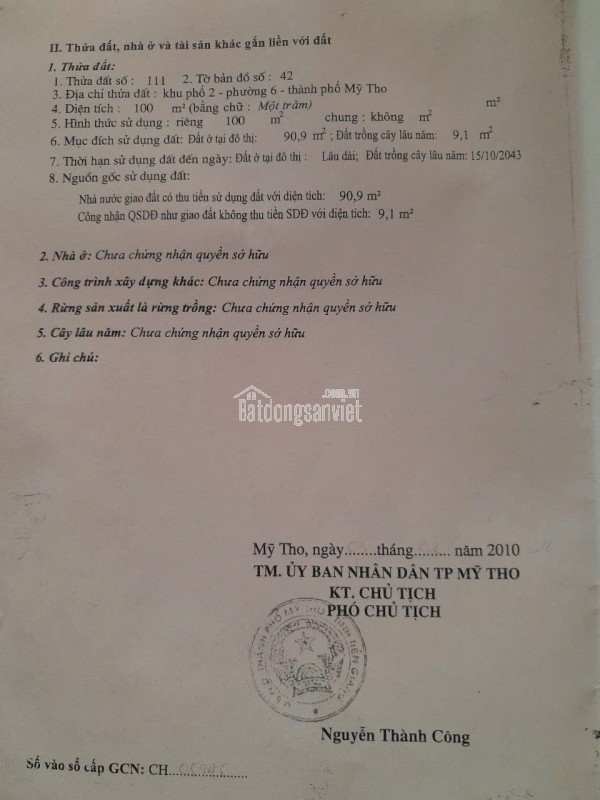 II. Thửa đất, nhà ở và tài sản khác gắn liền với đất
1. Thửa đất:
1. Thửa đất số : 111 2. Tờ bản đồ số : 42
3. Địa chỉ thửa đất : khu phố 2 - phường 6 - thành phố Mỹ Tho
4. Diện tích : 100 m² (bằng chữ : Một trăm) m²
5. Hình thức sử dụng : riêng 100 m² chung : không m²
6. Mục đích sử dụng đất: Đất ở tại đô thị: 90,9 m² ; Đất trồng cây lâu năm: 9,1 m²
7. Thời hạn sử dụng đất đến ngày: Đất ở tại đô thị : Lâu dài; Đất trồng cây lâu năm: 15/10/2043
8. Nguồn gốc sử dụng đất:
Nhà nước giao đất có thu tiền sử dụng đất với diện tích: 90,9 m²
Công nhận QSDĐ như giao đất không thu tiền SDĐ với diện tích: 9,1 m²
2. Nhà ở: Chưa chứng nhận quyền sở hữu
3. Công trình xây dựng khác: Chưa chứng nhận quyền sở hữu
4. Rừng sản xuất là rừng trồng: Chưa chứng nhận quyền sở hữu
5. Cây lâu năm: Chưa chứng nhận quyền sở hữu
6. Ghi chú:
Batdongsanviet
.com.vn
Mỹ Tho, ngày.......tháng....... năm 2010
TM. ỦY BAN NHÂN DÂN TP MỸ THO
KT. CHỦ TỊCH
PHÓ CHỦ TỊCH
U.B.N.D THÀNH PHỐ MỸ THO TỈNH TIỀN GIANG
Nguyễn Thành Công
Số vào sổ cấp GCN: CH